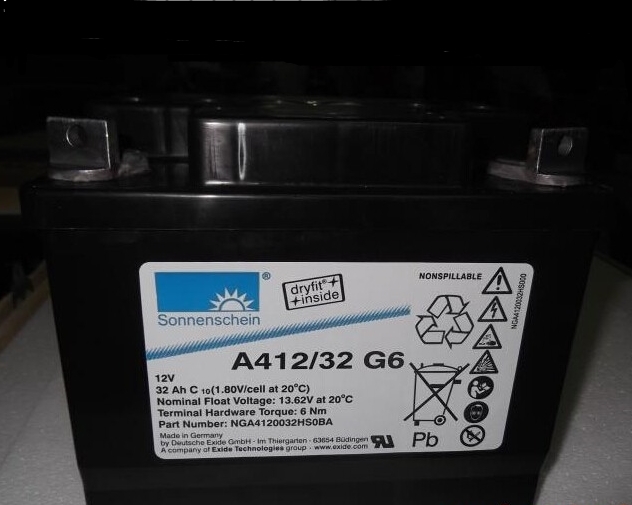 Sonnenschein
®
dryfit® inside
NONSPILLABLE
NGA4120032HS000
A412/32 G6
12V
32 Ah C 10 (1.80V/cell at 20°C)
Nominal Float Voltage: 13.62V at 20°C
Terminal Hardware Torque: 6 Nm
Part Number: NGA4120032HS0BA
Made in Germany
by Deutsche Exide GmbH · Im Thiergarten · 63654 Büdingen
A company of Exide Technologies group · www.exide.com
Pb